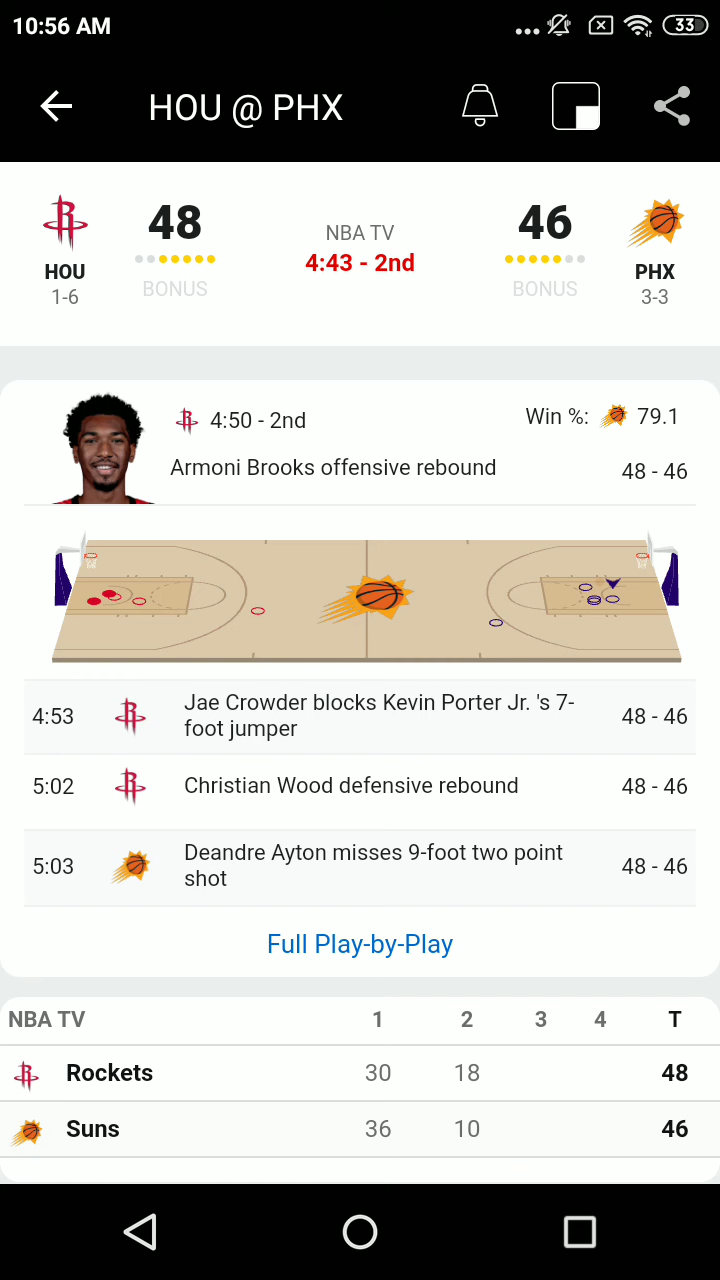 10:56 AM
33
HOU @ PHX
48
NBA TV
46
4:43 - 2nd
HOU
PHX
1-6
BONUS
BONUS
3-3
4:50 - 2nd
Win %:
79.1
Armoni Brooks offensive rebound
48 - 46
4:53
Jae Crowder blocks Kevin Porter Jr. 's 7-
foot jumper
48 - 46
5:02
Christian Wood defensive rebound
48 - 46
5:03
Deandre Ayton misses 9-foot two point
shot
48 - 46
Full Play-by-Play
NBA TV 1 2 3 4 T
Rockets 30 18 48
Suns 36 10 46